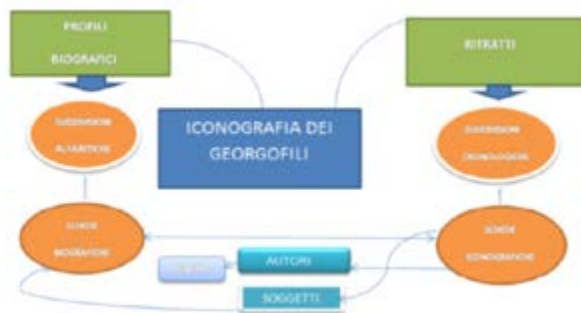 PROFILI
BIOGRAFICI
RITRATTI
ICONOGRAFIA DEI
GEORGOFILI
SUDDIVISIONI
ALFABETICHE
SUDDIVISIONI
CRONOLOGICHE
SCHEDE
BIOGRAFICHE
SCHEDE
ICONOGRAFICHE
AUTORI
SOGGETTI